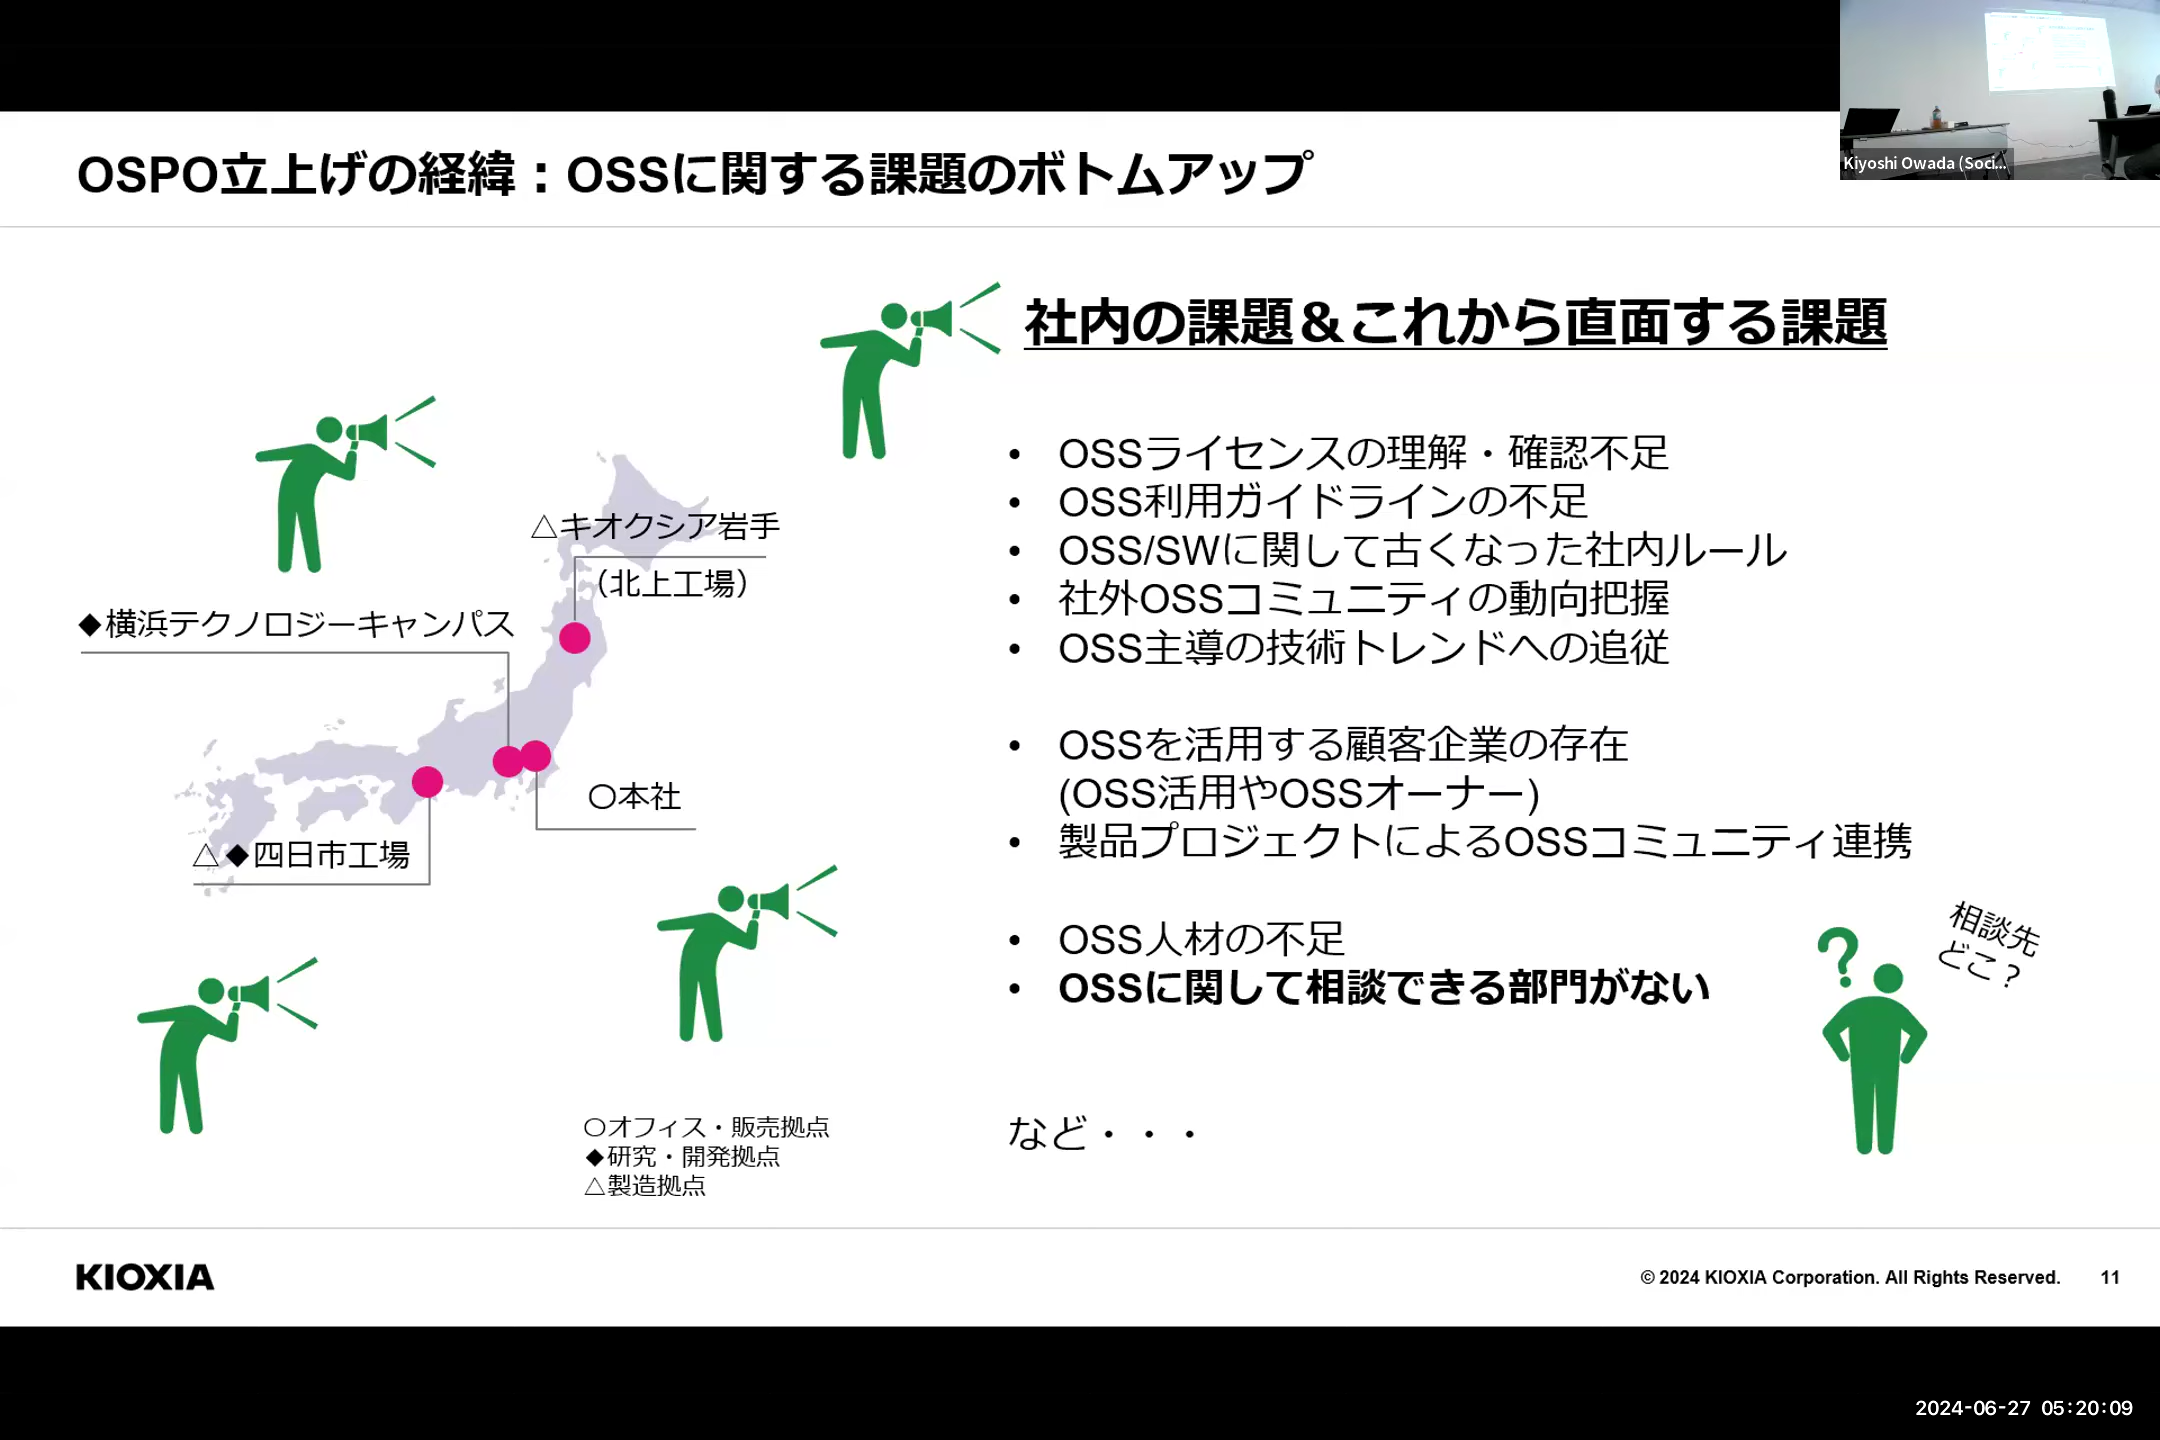 Kiyoshi Owada (Soci...
OSPO立上げの経緯：OSSに関する課題のボトムアップ
社内の課題＆これから直面する課題
• OSSライセンスの理解・確認不足
• OSS利用ガイドラインの不足
• OSS/SWに関して古くなった社内ルール
• 社外OSSコミュニティの動向把握
• OSS主導の技術トレンドへの追従
• OSSを活用する顧客企業の存在
(OSS活用やOSSオーナー)
• 製品プロジェクトによるOSSコミュニティ連携
• OSS人材の不足
• OSSに関して相談できる部門がない
など・・・
相談先
どこ？
△キオクシア岩手
（北上工場）
◆横浜テクノロジーキャンパス
〇本社
△◆四日市工場
〇オフィス・販売拠点
◆研究・開発拠点
△製造拠点
KIOXIA
© 2024 KIOXIA Corporation. All Rights Reserved. 11
2024-06-27 05:20:09